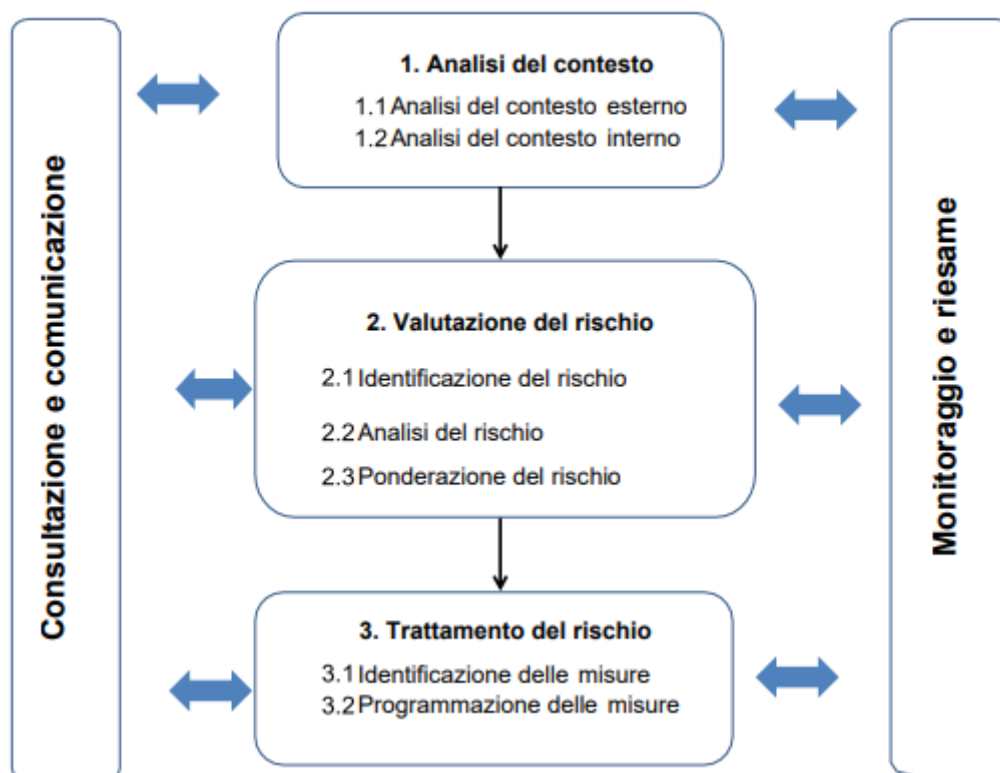 Consultazione e comunicazione
1. Analisi del contesto
1.1 Analisi del contesto esterno
1.2 Analisi del contesto interno
2. Valutazione del rischio
2.1 Identificazione del rischio
2.2 Analisi del rischio
2.3 Ponderazione del rischio
3. Trattamento del rischio
3.1 Identificazione delle misure
3.2 Programmazione delle misure
Monitoraggio e riesame